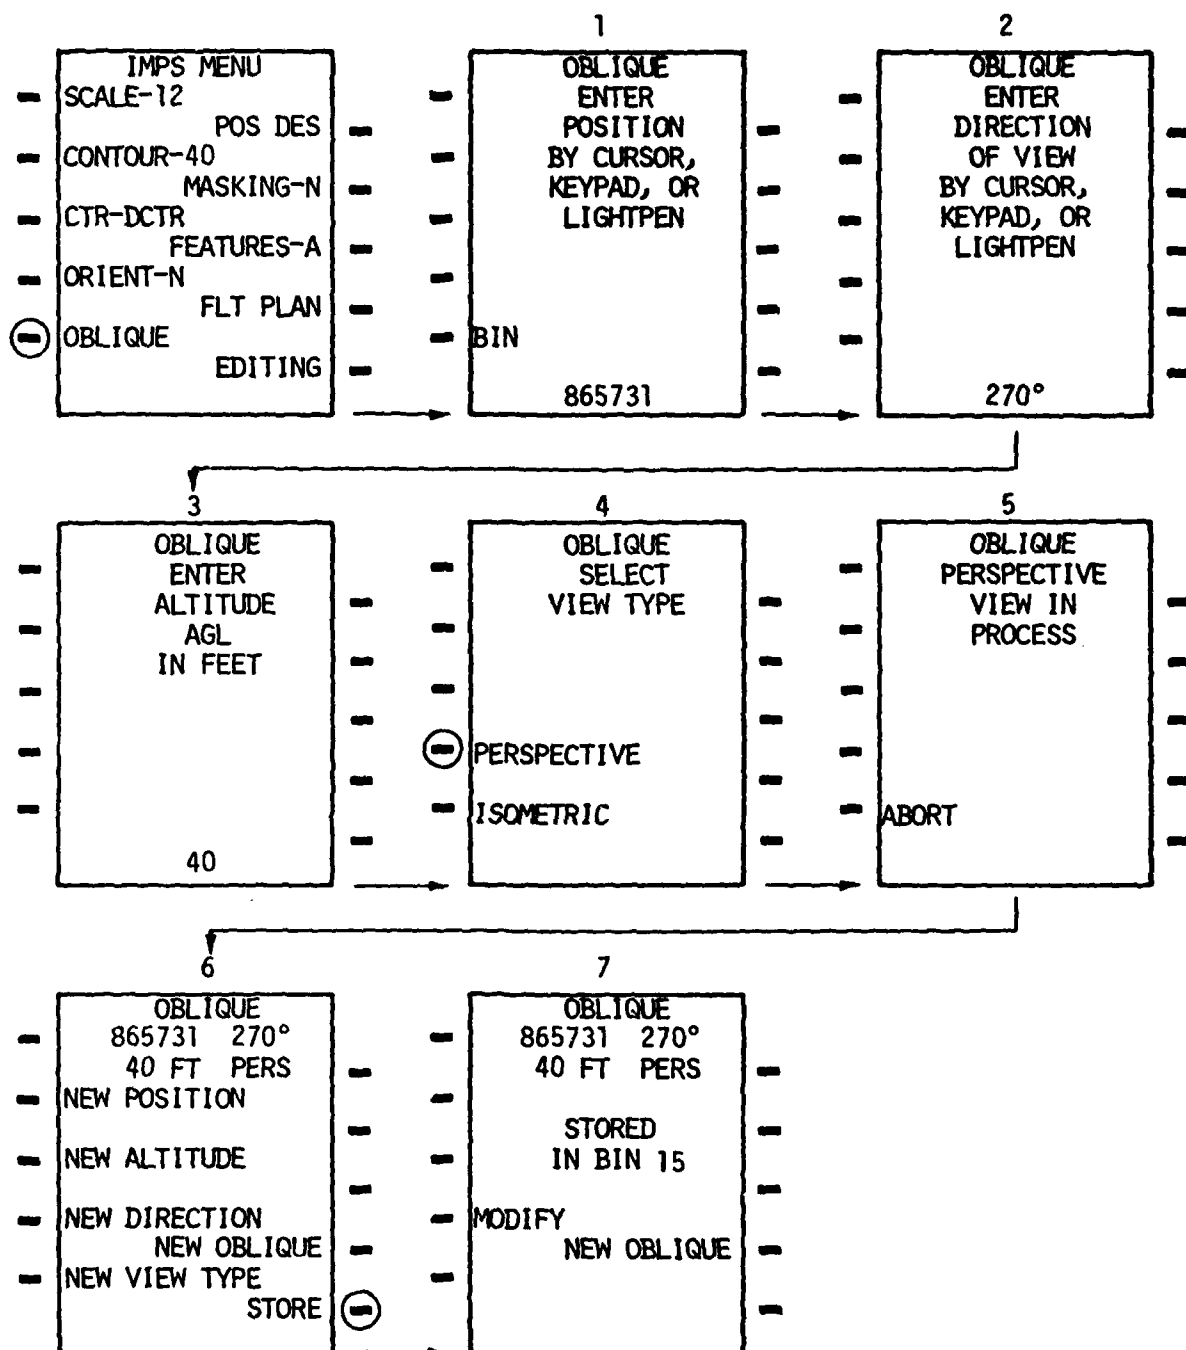 IMPS MENU
SCALE-12
POS DES
CONTOUR-40
MASKING-N
CTR-DCTR
FEATURES-A
ORIENT-N
FLT PLAN
OBLIQUE
EDITING
1
OBLIQUE
ENTER
POSITION
BY CURSOR,
KEYPAD, OR
LIGHTPEN
BIN
865731
2
OBLIQUE
ENTER
DIRECTION
OF VIEW
BY CURSOR,
KEYPAD, OR
LIGHTPEN
270°
3
OBLIQUE
ENTER
ALTITUDE
AGL
IN FEET
40
4
OBLIQUE
SELECT
VIEW TYPE
PERSPECTIVE
ISOMETRIC
5
OBLIQUE
PERSPECTIVE
VIEW IN
PROCESS
ABORT
6
OBLIQUE
865731 270°
40 FT PERS
NEW POSITION
NEW ALTITUDE
NEW DIRECTION
NEW OBLIQUE
NEW VIEW TYPE
STORE
7
OBLIQUE
865731 270°
40 FT PERS
STORED
IN BIN 15
MODIFY
NEW OBLIQUE